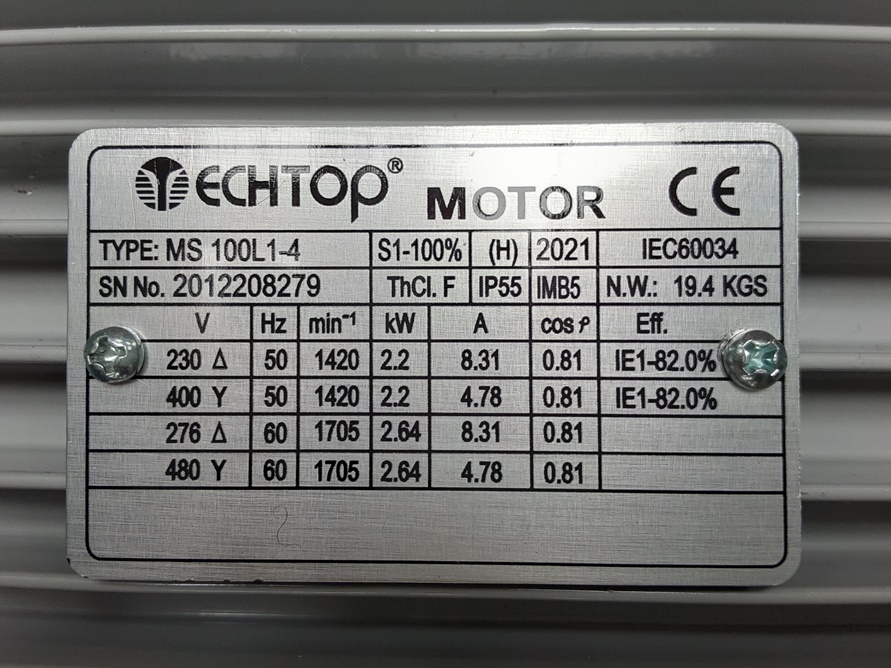 TECHTOP® MOTOR CE
TYPE: MS 100L1-4 S1-100% (H) 2021 IEC60034
SN No. 2012208279 ThCl. F IP55 IMB5 N.W.: 19.4 KGS
V Hz min⁻¹ kW A cos φ Eff.
230 Δ 50 1420 2.2 8.31 0.81 IE1-82.0%
400 Y 50 1420 2.2 4.78 0.81 IE1-82.0%
276 Δ 60 1705 2.64 8.31 0.81
480 Y 60 1705 2.64 4.78 0.81